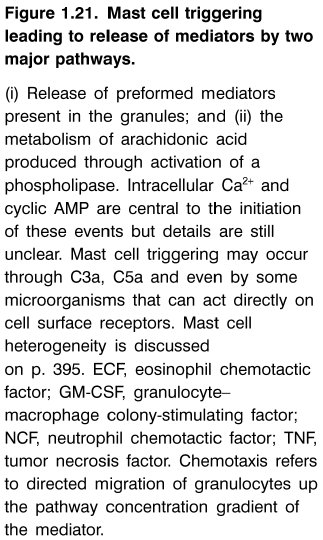 Figure 1.21. Mast cell triggering
leading to release of mediators by two
major pathways.
(i) Release of preformed mediators
present in the granules; and (ii) the
metabolism of arachidonic acid
produced through activation of a
phospholipase. Intracellular Ca²⁺ and
cyclic AMP are central to the initiation
of these events but details are still
unclear. Mast cell triggering may occur
through C3a, C5a and even by some
microorganisms that can act directly on
cell surface receptors. Mast cell
heterogeneity is discussed
on p. 395. ECF, eosinophil chemotactic
factor; GM-CSF, granulocyte–
macrophage colony-stimulating factor;
NCF, neutrophil chemotactic factor; TNF,
tumor necrosis factor. Chemotaxis refers
to directed migration of granulocytes up
the pathway concentration gradient of
the mediator.